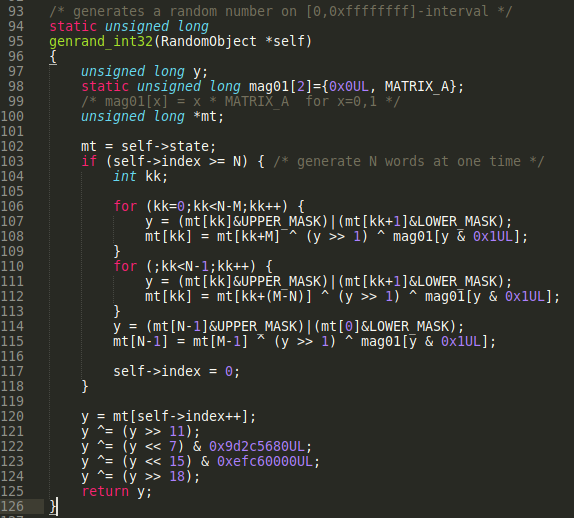 93 /* generates a random number on [0,0xffffffff]-interval */
94 static unsigned long
95 genrand_int32(RandomObject *self)
96 {
97     unsigned long y;
98     static unsigned long mag01[2]={0x0UL, MATRIX_A};
99     /* mag01[x] = x * MATRIX_A  for x=0,1 */
100     unsigned long *mt;
101
102     mt = self->state;
103     if (self->index >= N) { /* generate N words at one time */
104         int kk;
105
106         for (kk=0;kk<N-M;kk++) {
107             y = (mt[kk]&UPPER_MASK)|(mt[kk+1]&LOWER_MASK);
108             mt[kk] = mt[kk+M] ^ (y >> 1) ^ mag01[y & 0x1UL];
109         }
110         for (;kk<N-1;kk++) {
111             y = (mt[kk]&UPPER_MASK)|(mt[kk+1]&LOWER_MASK);
112             mt[kk] = mt[kk+(M-N)] ^ (y >> 1) ^ mag01[y & 0x1UL];
113         }
114         y = (mt[N-1]&UPPER_MASK)|(mt[0]&LOWER_MASK);
115         mt[N-1] = mt[M-1] ^ (y >> 1) ^ mag01[y & 0x1UL];
116
117         self->index = 0;
118     }
119
120     y = mt[self->index++];
121     y ^= (y >> 11);
122     y ^= (y << 7) & 0x9d2c5680UL;
123     y ^= (y << 15) & 0xefc60000UL;
124     y ^= (y >> 18);
125     return y;
126 }